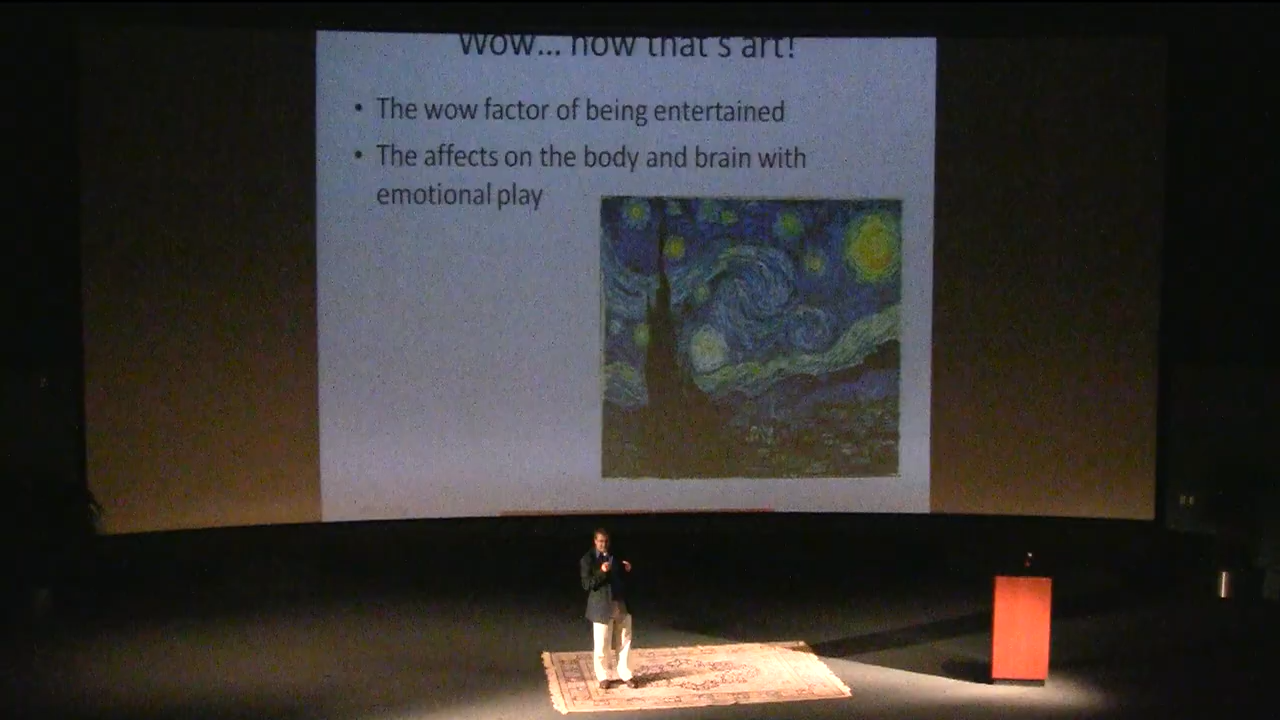 Wow... now that's art!
• The wow factor of being entertained
• The affects on the body and brain with
emotional play